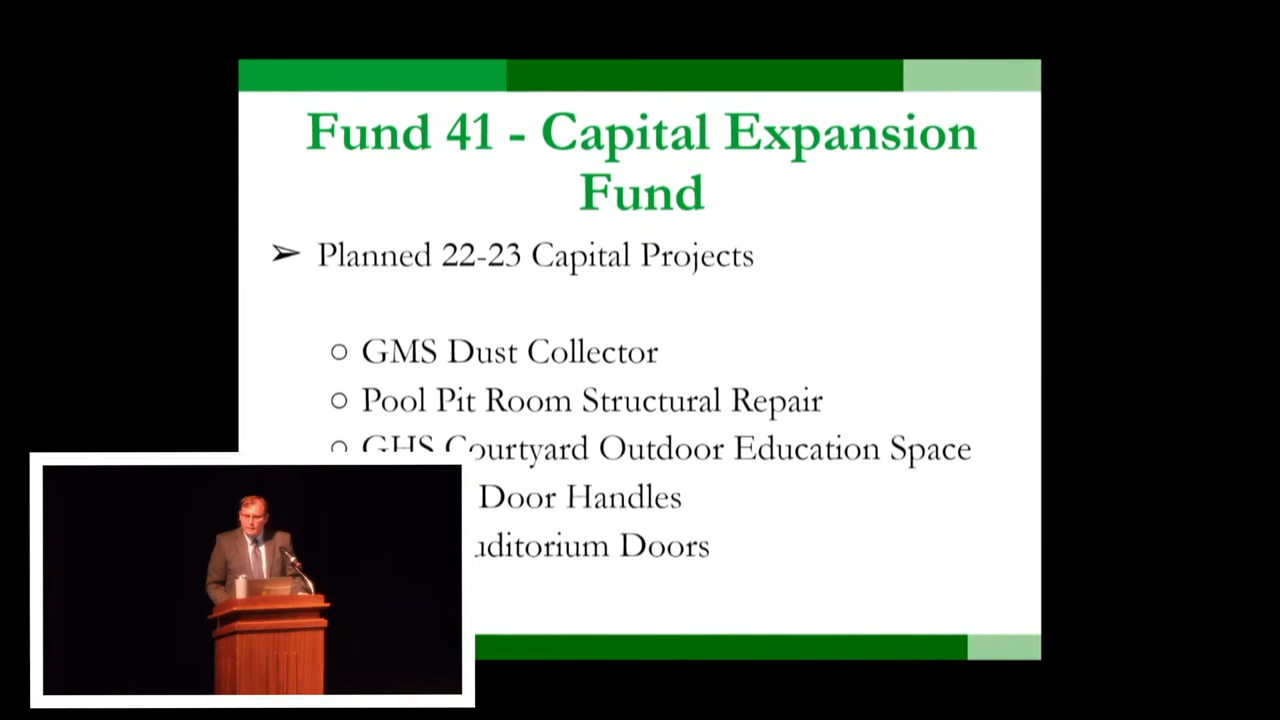 Fund 41 - Capital Expansion
Fund
➢ Planned 22-23 Capital Projects
○ GMS Dust Collector
○ Pool Pit Room Structural Repair
○ GHS Courtyard Outdoor Education Space
Door Handles
Doors